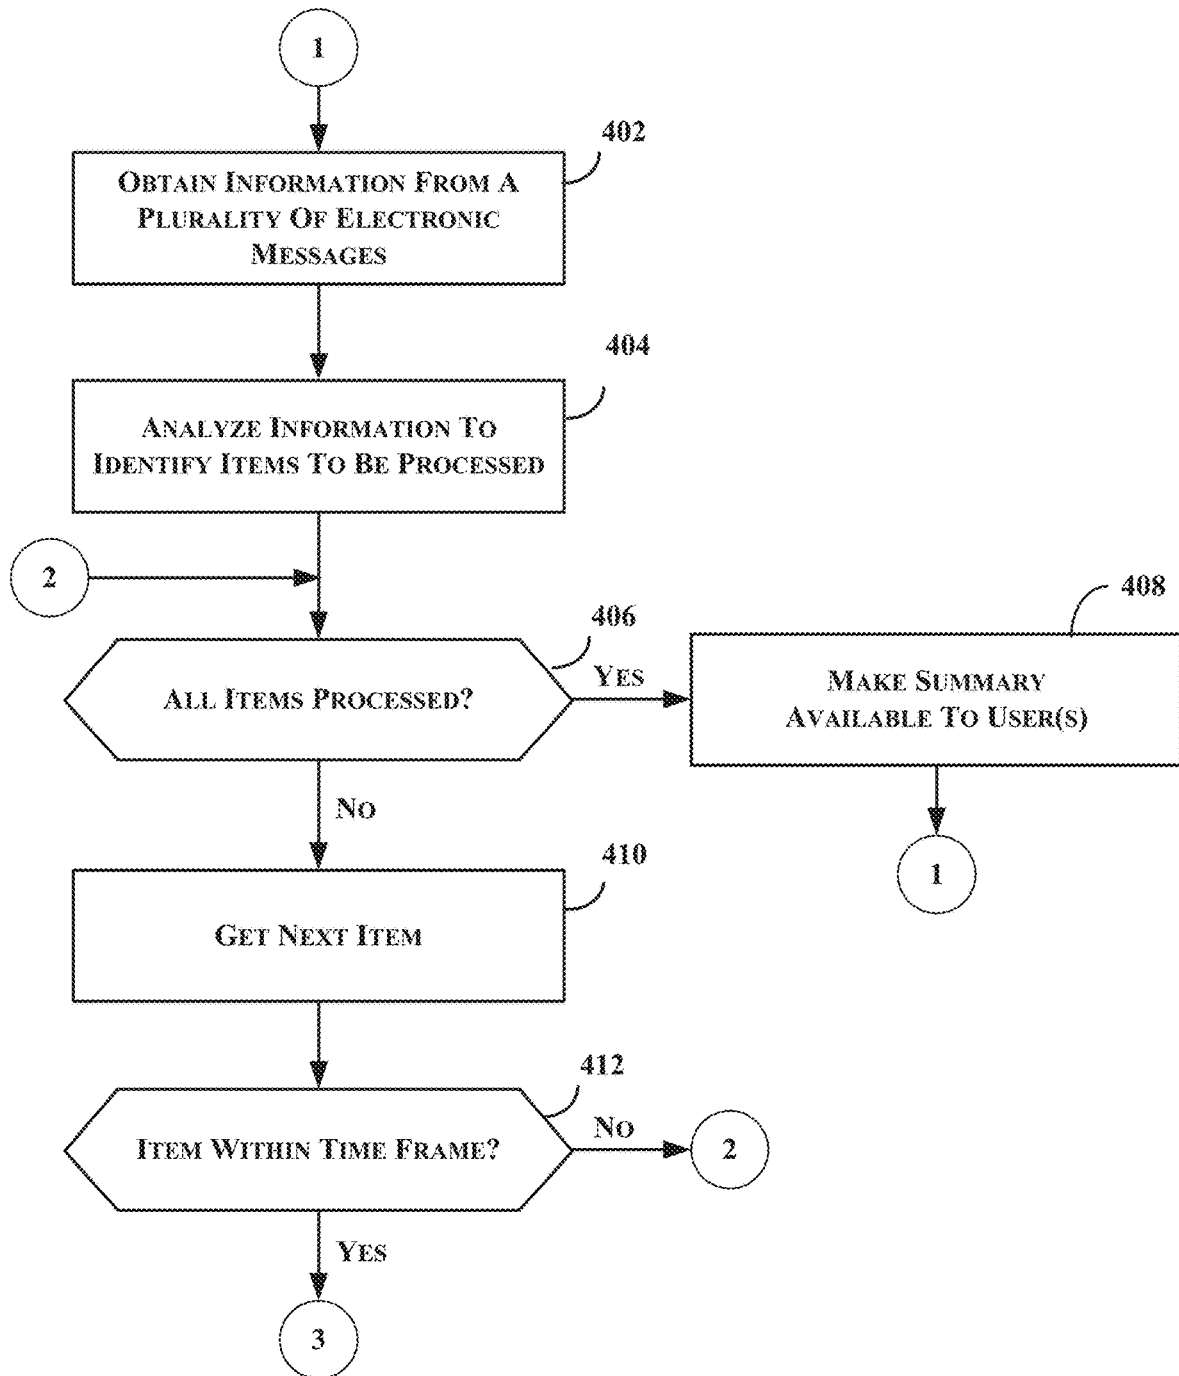 1
402
OBTAIN INFORMATION FROM A
PLURALITY OF ELECTRONIC
MESSAGES
404
ANALYZE INFORMATION TO
IDENTIFY ITEMS TO BE PROCESSED
2
406
ALL ITEMS PROCESSED?
YES
408
MAKE SUMMARY
AVAILABLE TO USER(S)
NO
1
410
GET NEXT ITEM
412
ITEM WITHIN TIME FRAME?
NO
2
YES
3